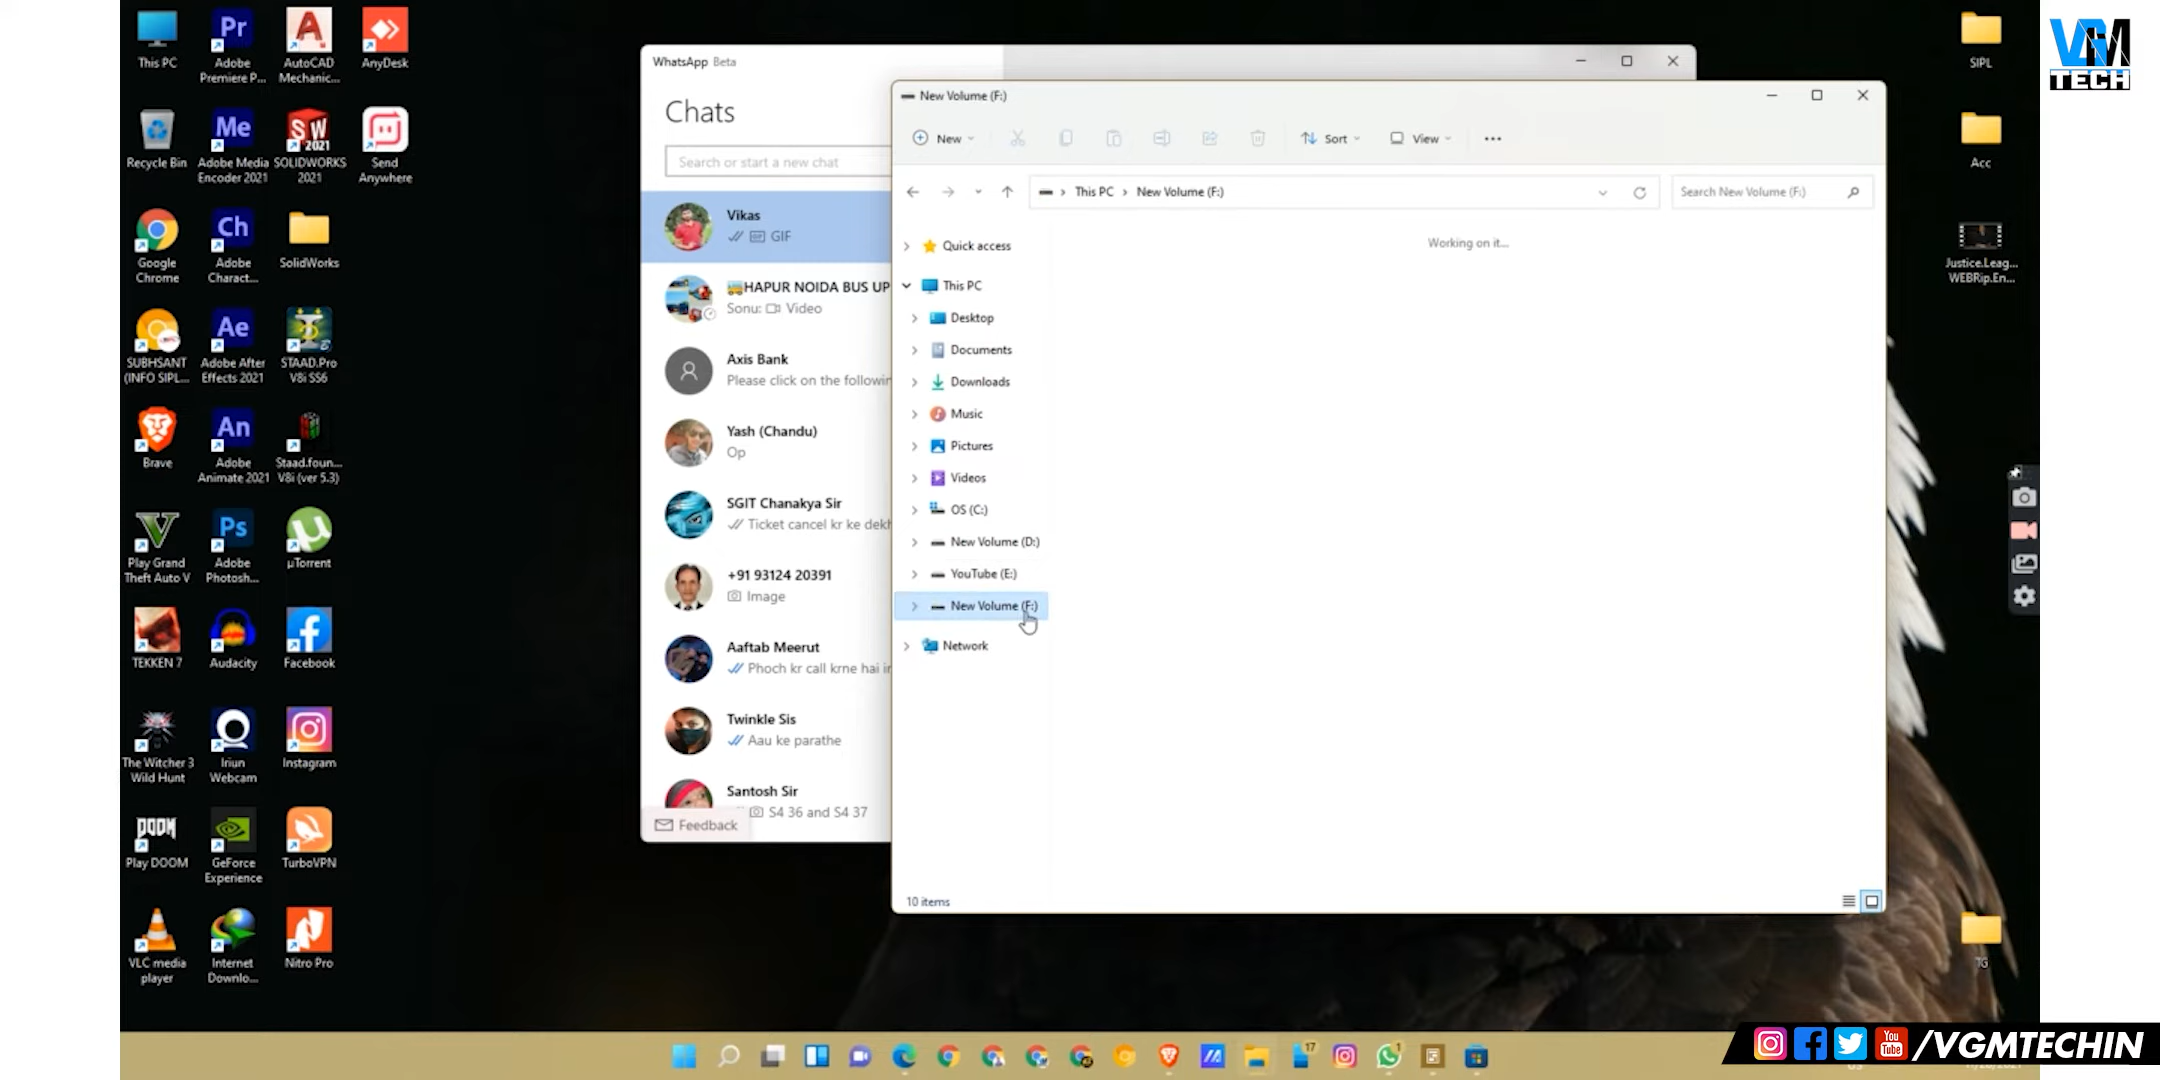 This PC
Adobe
Premiere P...
AutoCAD
Mechanic...
AnyDesk
Recycle Bin
Adobe Media
Encoder 2021
SOLIDWORKS
2021
Send
Anywhere
Google
Chrome
Adobe
Charact...
SolidWorks
SUBHSANT
(INFO SIPL...
Adobe After
Effects 2021
STAAD.Pro
V8i SS6
Brave
Adobe
Animate 2021
Staad.foun...
V8i (ver 5.3)
Play Grand
Theft Auto V
Adobe
Photosh...
µTorrent
TEKKEN 7
Audacity
Facebook
The Witcher 3
Wild Hunt
Iriun
Webcam
Instagram
Play DOOM
GeForce
Experience
TurboVPN
VLC media
player
Internet
Downlo...
Nitro Pro
WhatsApp Beta
Chats
Search or start a new chat
Vikas
GIF
HAPUR NOIDA BUS UP
Sonu: Video
Axis Bank
Please click on the followin
Yash (Chandu)
Op
SGIT Chanakya Sir
Ticket cancel kr ke dekh
+91 93124 20391
Image
Aaftab Meerut
Phoch kr call krne hai in
Twinkle Sis
Aau ke parathe
Santosh Sir
S4 36 and S4 37
Feedback
New Volume (F:)
New
Sort
View
This PC > New Volume (F:)
Search New Volume (F:)
Quick access
This PC
Desktop
Documents
Downloads
Music
Pictures
Videos
OS (C:)
New Volume (D:)
YouTube (E:)
New Volume (F:)
Network
Working on it...
10 items
SIPL
Acc
Justice.Leag...
WEBRip.En...
TG
VGM
TECH
17
1
You
Tube
/VGMTECHIN